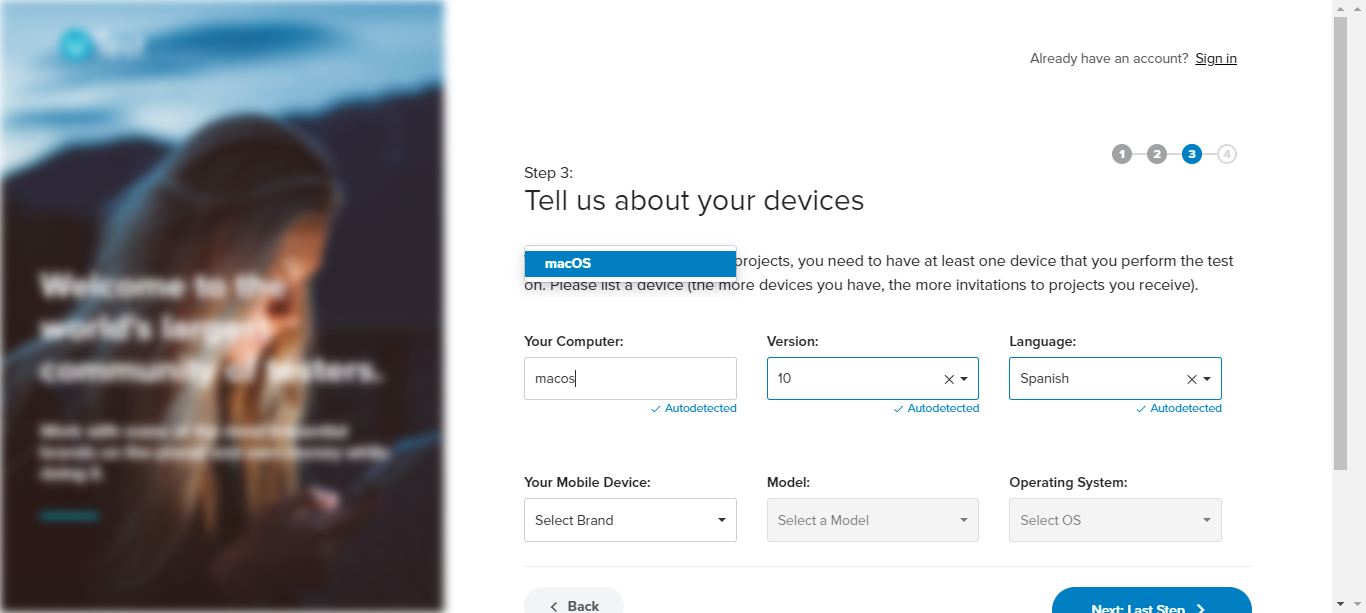 Already have an account? Sign in
1 2 3 4
Step 3:
Tell us about your devices
macOS
projects, you need to have at least one device that you perform the test
on. Please list a device (the more devices you have, the more invitations to projects you receive).
Your Computer:
Version:
Language:
macos
10
Spanish
Autodetected
Autodetected
Autodetected
Your Mobile Device:
Model:
Operating System:
Select Brand
Select a Model
Select OS
Back
Next: Last Step
Welcome to the
world's largest
community of testers.
Work with some of the most influential
brands on the planet and earn money while
doing it.